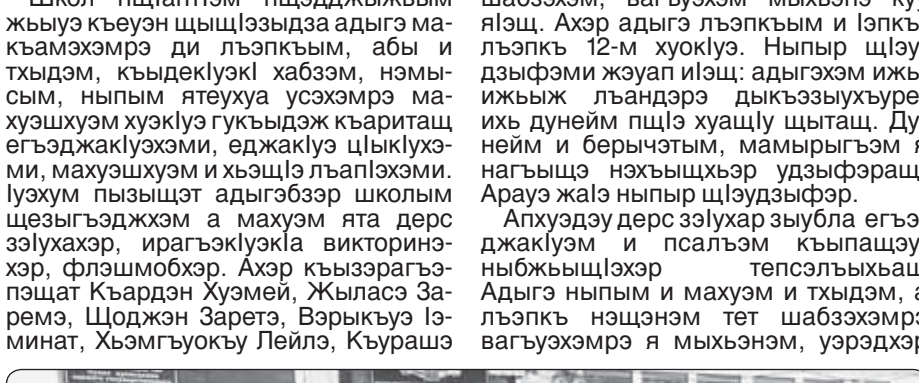 Школ пщIантIэм пщэдджыжьым
жьыуэ къеуэн щыщIэзыдза адыгэ ма-
къамэхэмрэ ди лъэпкъым, абы и
тхыдэм, къыдекIуэкI хабзэм, нэмы-
сым, ныпым ятеухуа усэхэмрэ ма-
хуэшхуэм хуэкIуэ гукъыдэж къаритащ
егъэджакIуэхэми, еджакIуэ цIыкIухэ-
ми, махуэшхуэм и хьэщIэ лъапIэхэми.
Iуэхум пызыщэт адыгэбзэр школым
щезыгъэджхэм а махуэм ята дерс
зэIухахэр, ирагъэкIуэкIа викторинэ-
хэр, флэшмобхэр. Ахэр къызэрагъэ-
пэщат Къардэн Хуэмей, Жыласэ За-
ремэ, Щоджэн Заретэ, Вэрыкъуэ Iэ-
минат, Хьэмгъуокъу Лейлэ, Къурашэ
шабзэхэм, вагъуэхэм мыхьэнэ
яIэщ. Ахэр адыгэ лъэпкъым и Iэпкъ-
лъэпкъ 12-м хуокIуэ. Ныпыр щIэу-
дзыфэми жэуап иIэщ: адыгэхэм ижь-
ижьыж лъандэрэ дыкъэзыухъуре-
ихь дунейм пщIэ хуащIу щытащ. Ду-
нейм и берычэтым, мамырыгъэм я
нагъыщэ нэхъыщхьэр удзыфэращ.
Арауэ жаIэ ныпыр щIэудзыфэр.
Апхуэдэу дерс зэIухар зыубла егъэ-
джакIуэм и псалъэм къыпащэу
ныбжьыщIэхэр тепсэлъыхьащ
Адыгэ ныпым и махуэм и тхыдэм, а
лъэпкъ нэщэнэм тет шабзэхэмрэ
вагъуэхэмрэ я мыхьэнэм, уэрэдхэр